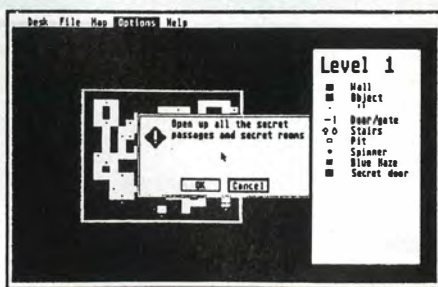 Desk File Map Options Help
Open up all the secret
passages and secret rooms
OK Cancel
Level 1
Wall
Object
Door/gate
Stairs
Pit
Spinner
Blue Haze
Secret door